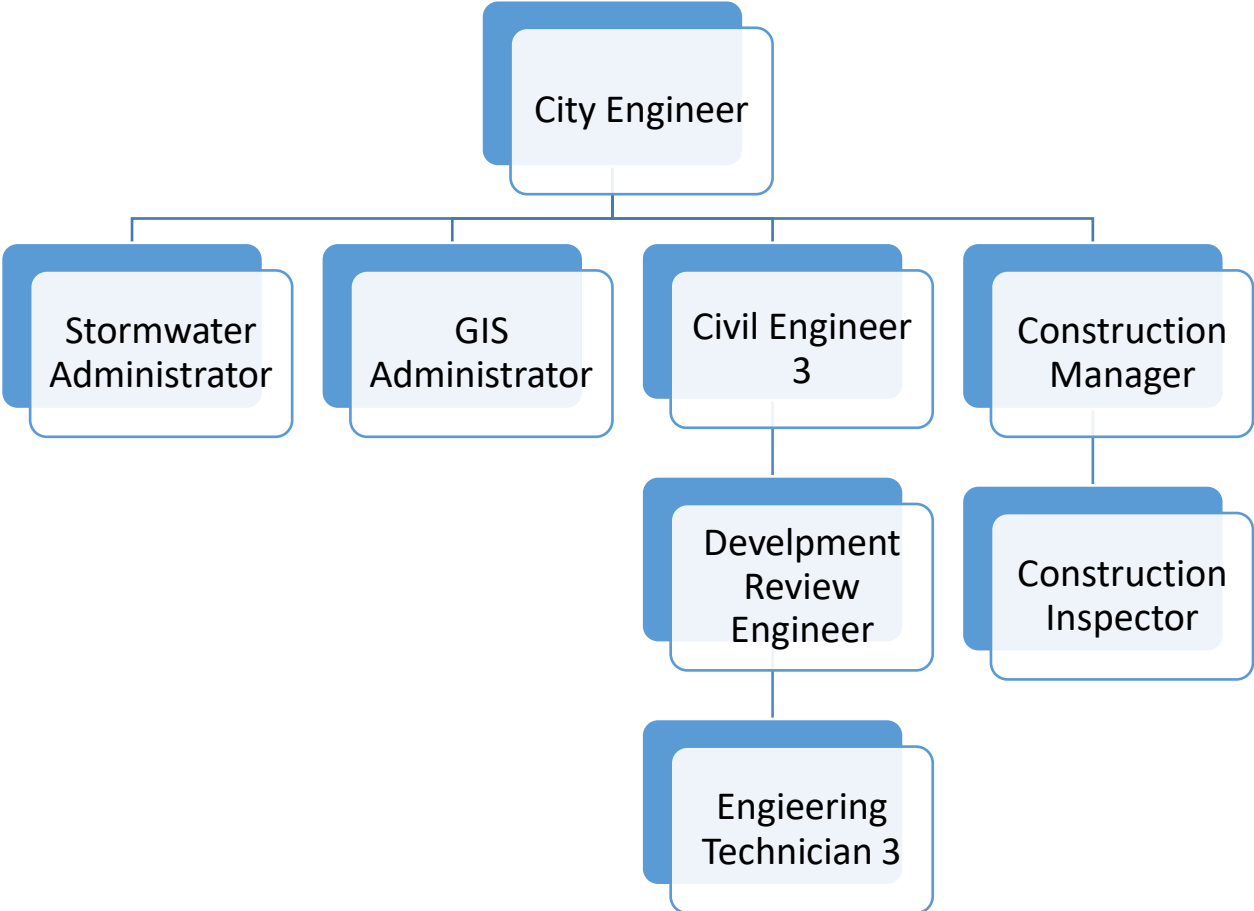 City Engineer
Stormwater
Administrator
GIS
Administrator
Civil Engineer
3
Construction
Manager
Develpment
Review
Engineer
Construction
Inspector
Engieering
Technician 3